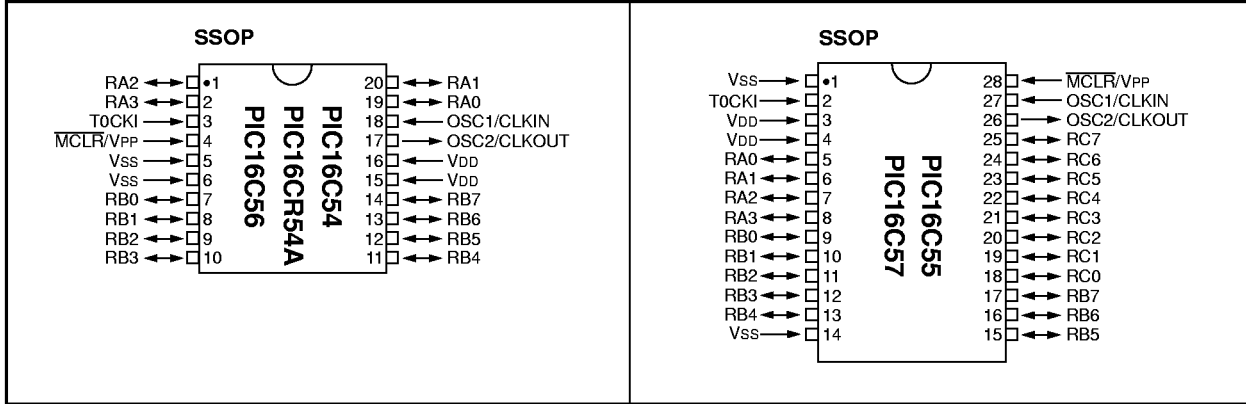 SSOP
RA2 •1 20 RA1
RA3 2 19 RA0
T0CKI 3 18 OSC1/CLKIN
MCLR/VPP 4 17 OSC2/CLKOUT
VSS 5 16 VDD
VSS 6 15 VDD
RB0 7 14 RB7
RB1 8 13 RB6
RB2 9 12 RB5
RB3 10 11 RB4
PIC16C54
PIC16CR54A
PIC16C56
SSOP
VSS •1 28 MCLR/VPP
T0CKI 2 27 OSC1/CLKIN
VDD 3 26 OSC2/CLKOUT
VDD 4 25 RC7
RA0 5 24 RC6
RA1 6 23 RC5
RA2 7 22 RC4
RA3 8 21 RC3
RB0 9 20 RC2
RB1 10 19 RC1
RB2 11 18 RC0
RB3 12 17 RB7
RB4 13 16 RB6
VSS 14 15 RB5
PIC16C55
PIC16C57